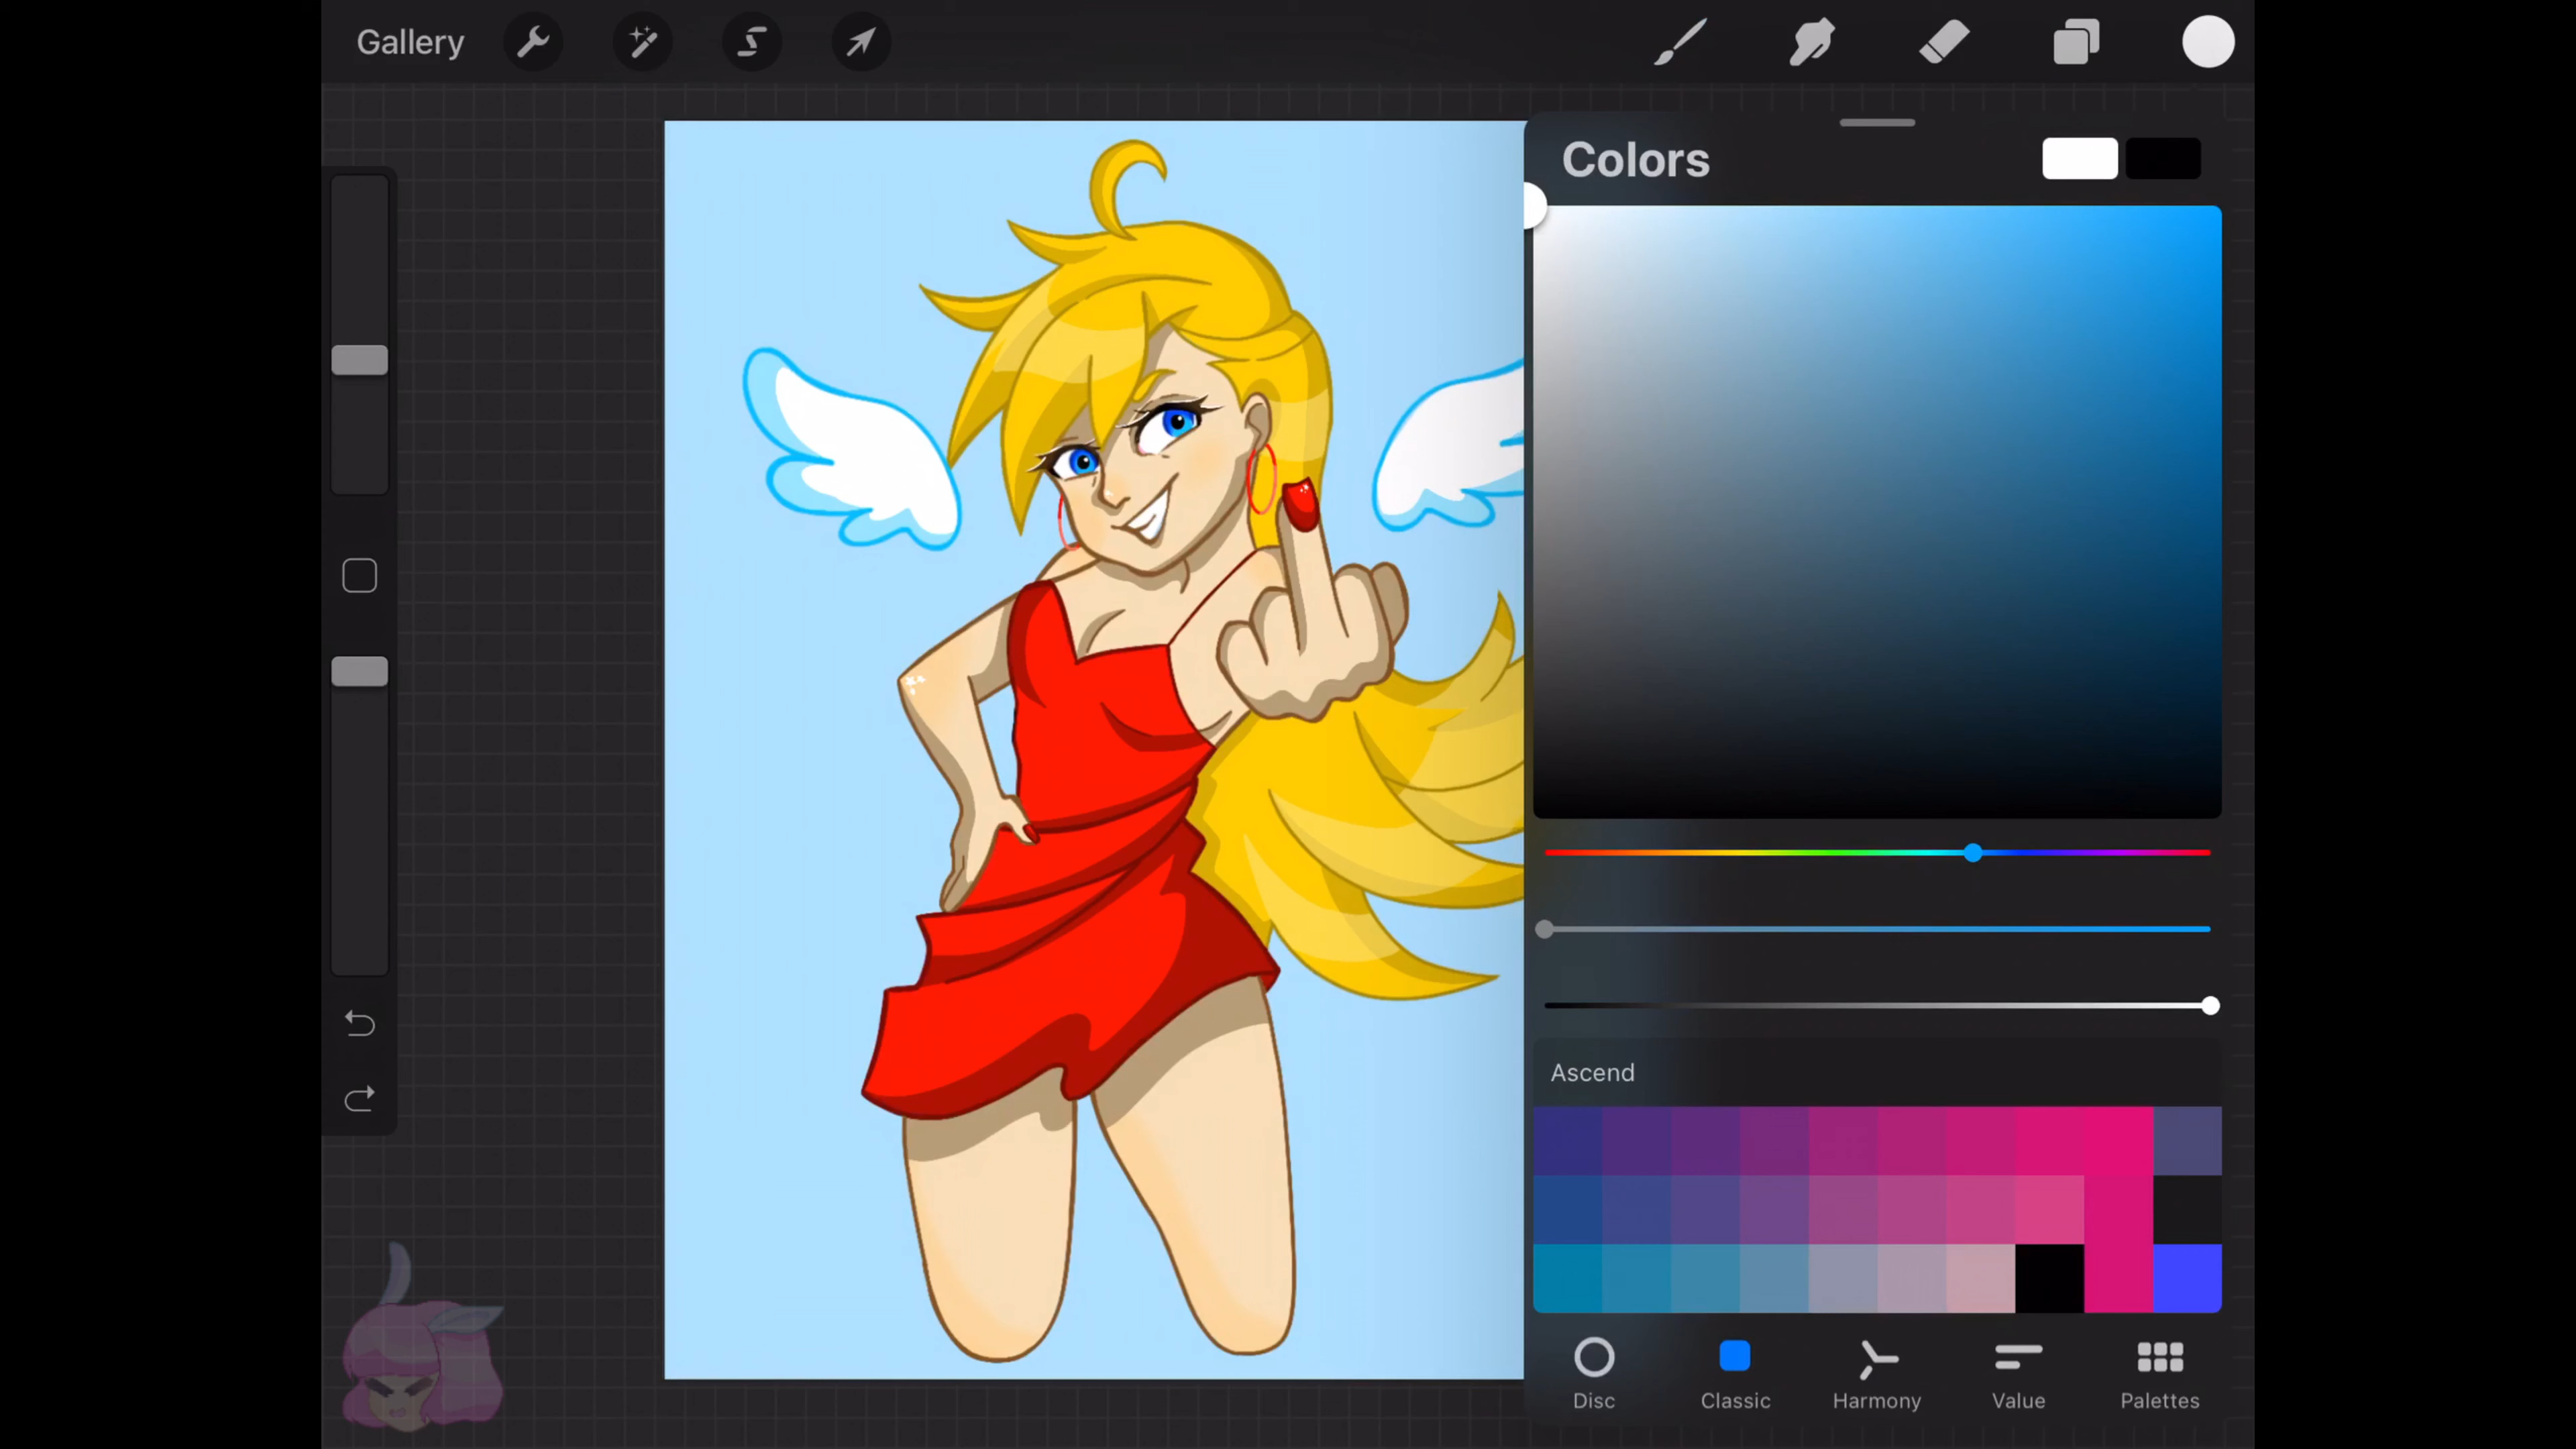 Gallery
Colors
Ascend
Disc
Classic
Harmony
Value
Palettes